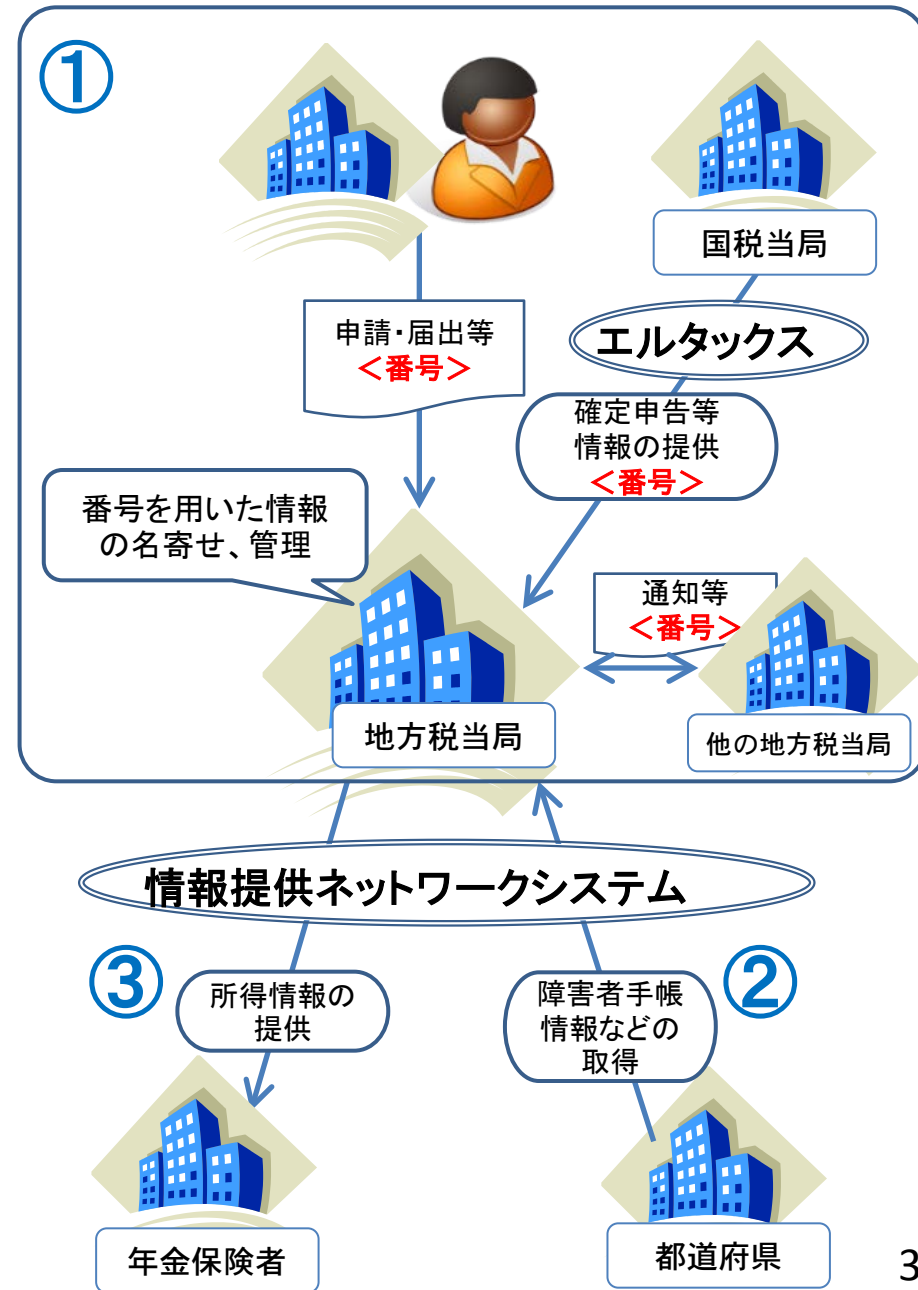 ①
国税当局
エルタックス
申請・届出等
＜番号＞
確定申告等
情報の提供
＜番号＞
番号を用いた情報
の名寄せ、管理
通知等
＜番号＞
地方税当局
他の地方税当局
情報提供ネットワークシステム
③
所得情報の
提供
障害者手帳
情報などの
取得
②
年金保険者
都道府県
3